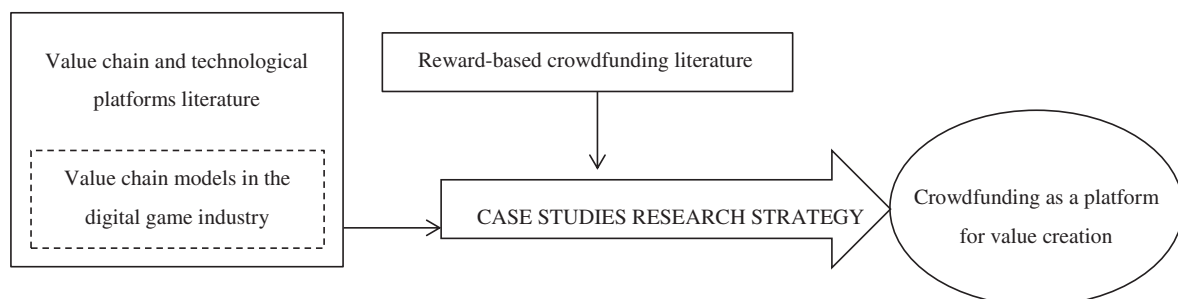 Value chain and technological
platforms literature
Value chain models in the
digital game industry
Reward-based crowdfunding literature
CASE STUDIES RESEARCH STRATEGY
Crowdfunding as a platform
for value creation